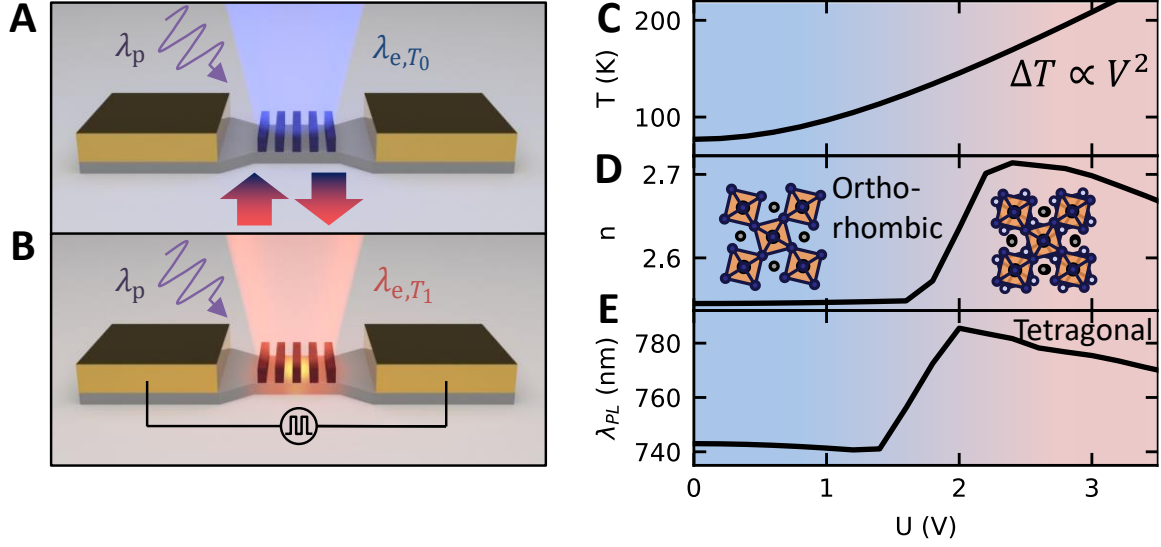 A
λp
λe,T0
B
λp
λe,T1
C
200
100
T (K)
ΔT ∝ V²
D
2.7
2.6
n
Ortho-
rhombic
E
Tetragonal
780
760
740
λPL (nm)
0
1
2
3
U (V)